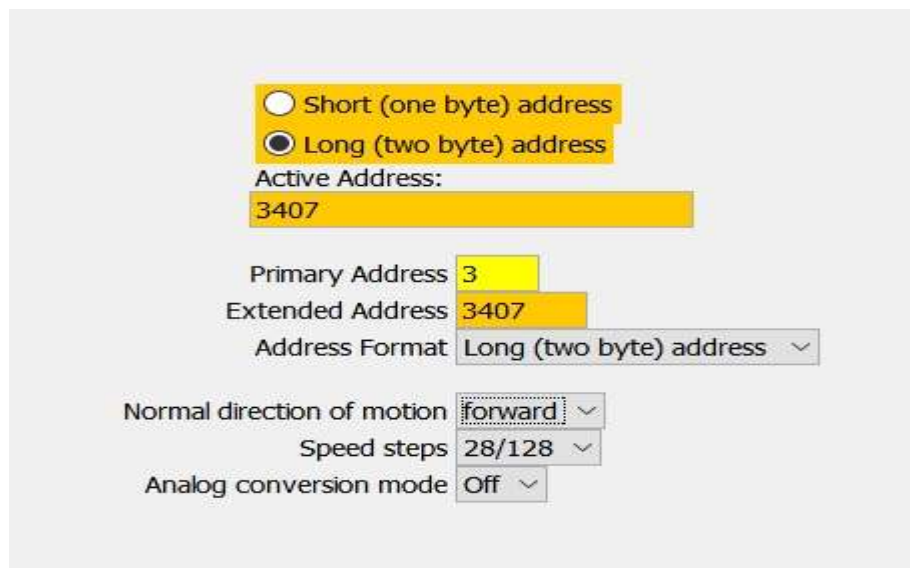 Short (one byte) address
Long (two byte) address
Active Address:
3407
Primary Address 3
Extended Address 3407
Address Format Long (two byte) address
Normal direction of motion forward
Speed steps 28/128
Analog conversion mode Off